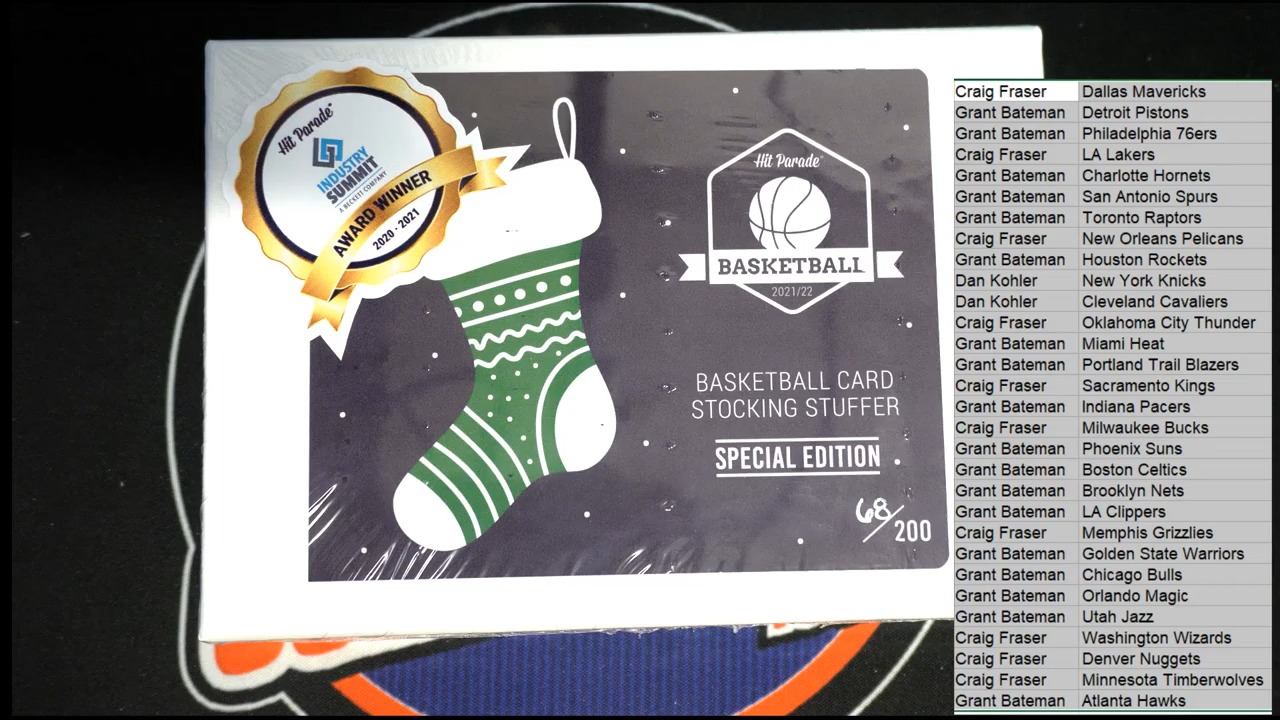 Hit Parade™
INDUSTRY
SUMMIT
A BECKETT COMPANY
AWARD WINNER
2020 - 2021
Hit Parade™
BASKETBALL
2021/22
BASKETBALL CARD
STOCKING STUFFER
SPECIAL EDITION
68/200
Craig Fraser Dallas Mavericks
Grant Bateman Detroit Pistons
Grant Bateman Philadelphia 76ers
Craig Fraser LA Lakers
Craig Fraser Charlotte Hornets
Grant Bateman San Antonio Spurs
Grant Bateman Toronto Raptors
Craig Fraser New Orleans Pelicans
Grant Bateman Houston Rockets
Dan Kohler New York Knicks
Dan Kohler Cleveland Cavaliers
Craig Fraser Oklahoma City Thunder
Grant Bateman Miami Heat
Grant Bateman Portland Trail Blazers
Craig Fraser Sacramento Kings
Grant Bateman Indiana Pacers
Craig Fraser Milwaukee Bucks
Grant Bateman Phoenix Suns
Grant Bateman Boston Celtics
Grant Bateman Brooklyn Nets
Grant Bateman LA Clippers
Craig Fraser Memphis Grizzlies
Grant Bateman Golden State Warriors
Grant Bateman Chicago Bulls
Grant Bateman Orlando Magic
Grant Bateman Utah Jazz
Craig Fraser Washington Wizards
Craig Fraser Denver Nuggets
Craig Fraser Minnesota Timberwolves
Grant Bateman Atlanta Hawks